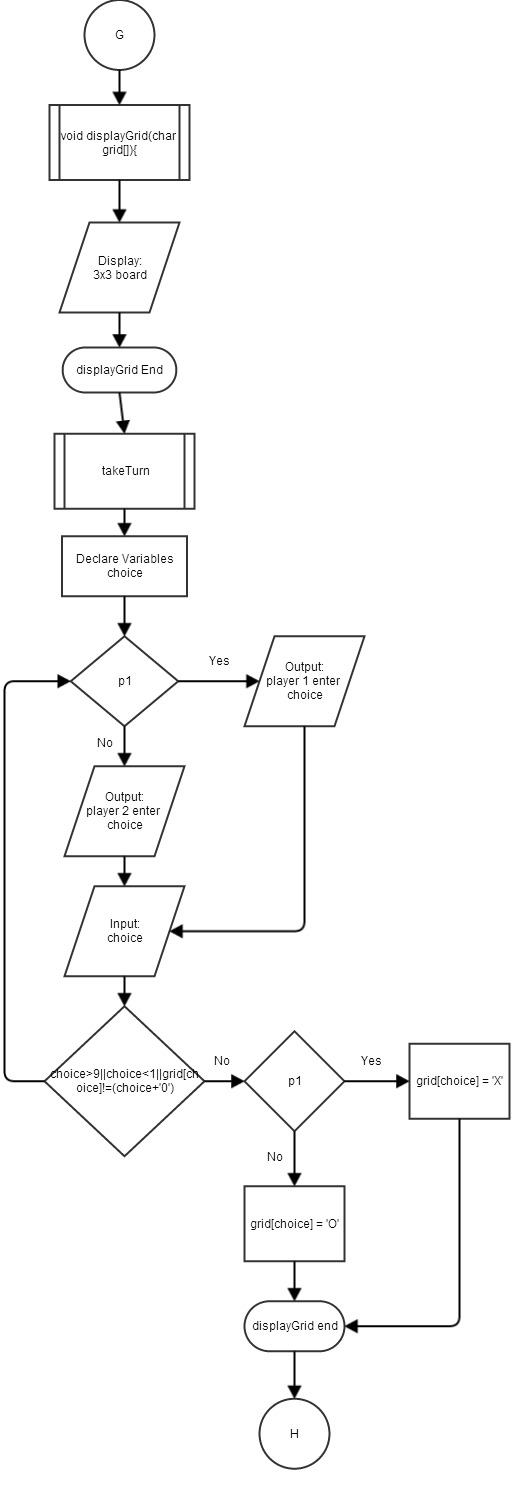 G
void displayGrid(char
grid[]){
Display:
3x3 board
displayGrid End
takeTurn
Declare Variables
choice
p1
Yes
Output:
player 1 enter
choice
No
Output:
player 2 enter
choice
Input:
choice
choice>9||choice<1||grid[ch
oice]!=(choice+'0')
No
p1
Yes
grid[choice] = 'X'
No
grid[choice] = 'O'
displayGrid end
H